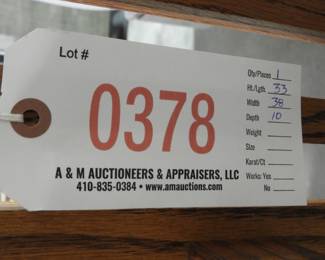 Lot #
0378
A & M AUCTIONEERS & APPRAISERS, LLC
410-835-0384 • www.amauctions.com
Qty/Pieces 1
Ht/Lgth 33
Width 38
Depth 10
Weight
Size
Karat/Ct
Works: Yes
No